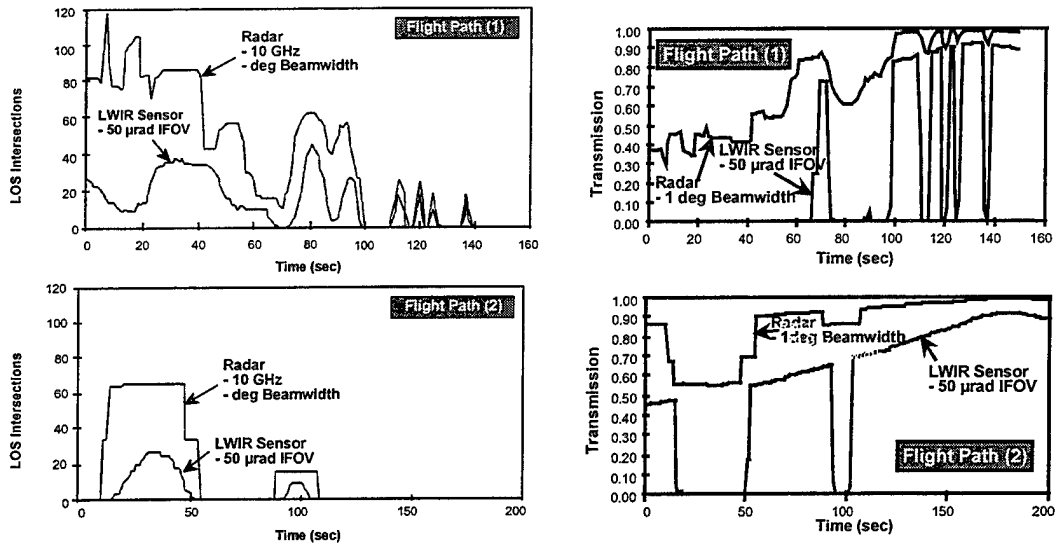 120
100
80
60
40
20
0
LOS Intersections
Flight Path (1)
Radar
- 10 GHz
- deg Beamwidth
LWIR Sensor
- 50 µrad IFOV
0 20 40 60 80 100 120 140 160
Time (sec)
1.00
0.90
0.80
0.70
0.60
0.50
0.40
0.30
0.20
0.10
0.00
Transmission
Flight Path (1)
LWIR Sensor
- 50 µrad IFOV
Radar
- 1 deg Beamwidth
0 20 40 60 80 100 120 140 160
Time (sec)
120
100
80
60
40
20
0
LOS Intersections
Flight Path (2)
Radar
- 10 GHz
- deg Beamwidth
LWIR Sensor
- 50 µrad IFOV
0 50 100 150 200
Time (sec)
1.00
0.90
0.80
0.70
0.60
0.50
0.40
0.30
0.20
0.10
0.00
Transmission
Radar
- 1deg Beamwidth
LWIR Sensor
- 50 µrad IFOV
Flight Path (2)
0 50 100 150 200
Time (sec)